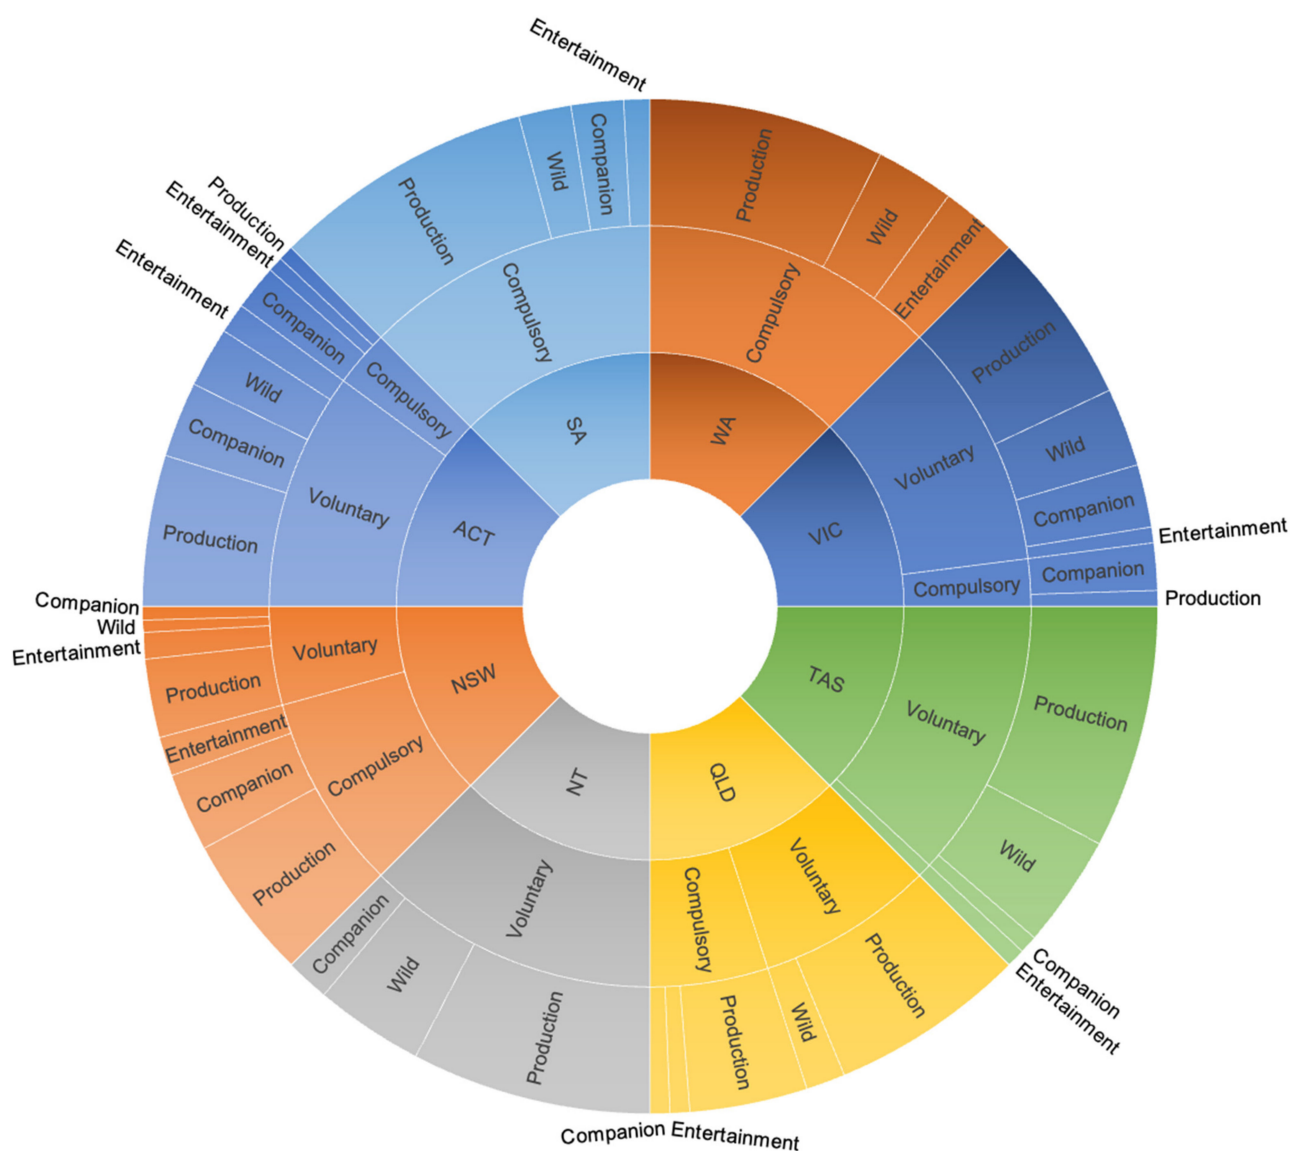 Entertainment
Production
Wild
Entertainment
Compulsory
WA
Production
Wild
Companion
Entertainment
Voluntary
Companion
Production
Compulsory
VIC
Production
Wild
Companion
Entertainment
Voluntary
TAS
Production
Wild
Voluntary
Production
Entertainment
Companion
Compulsory
QLD
Production
Wild
Companion
Voluntary
NT
Production
Companion
Entertainment
Compulsory
Production
Entertainment
Wild
Companion
Voluntary
NSW
Production
Companion
Wild
Entertainment
Voluntary
Companion
Entertainment
Production
Compulsory
ACT
Production
Wild
Companion
Compulsory
SA